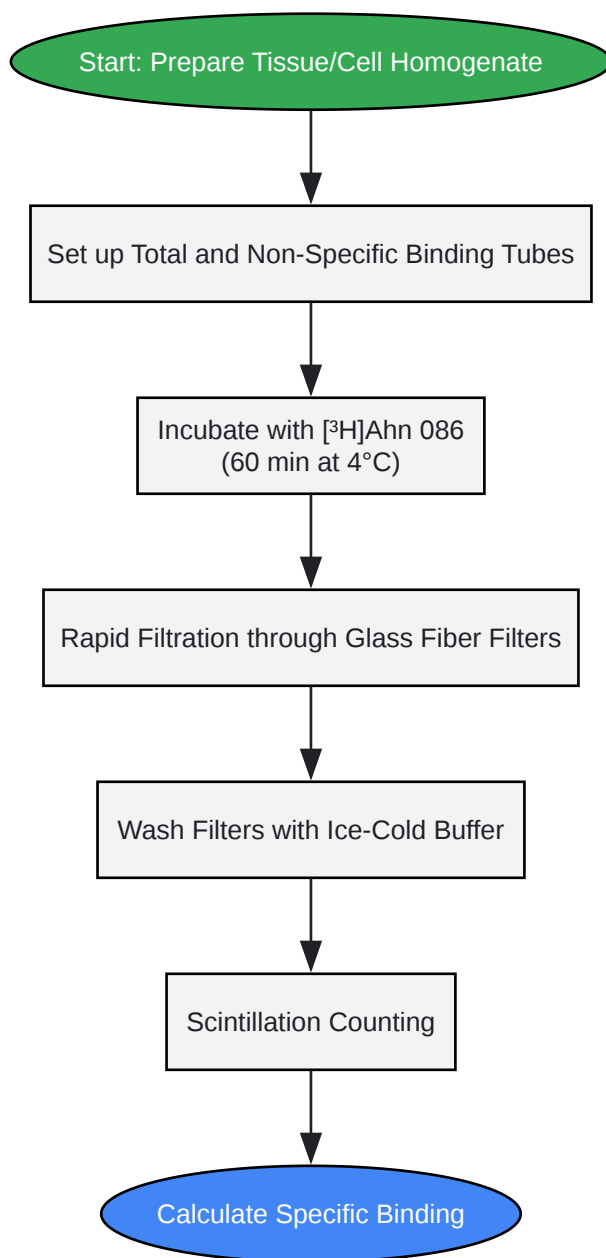 Start: Prepare Tissue/Cell Homogenate
Set up Total and Non-Specific Binding Tubes
Incubate with [³H]Ahn 086
(60 min at 4°C)
Rapid Filtration through Glass Fiber Filters
Wash Filters with Ice-Cold Buffer
Scintillation Counting
Calculate Specific Binding